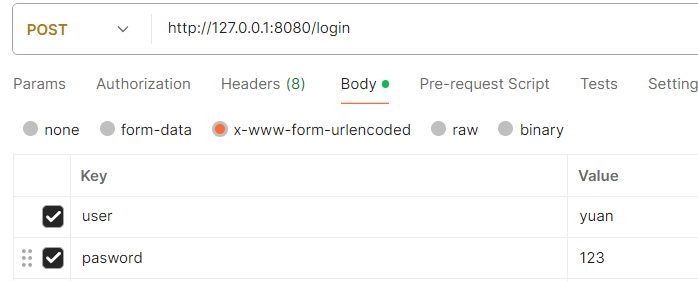 POST http://127.0.0.1:8080/login
Params Authorization Headers (8) Body Pre-request Script Tests Setting
none form-data x-www-form-urlencoded raw binary
Key Value
user yuan
pasword 123